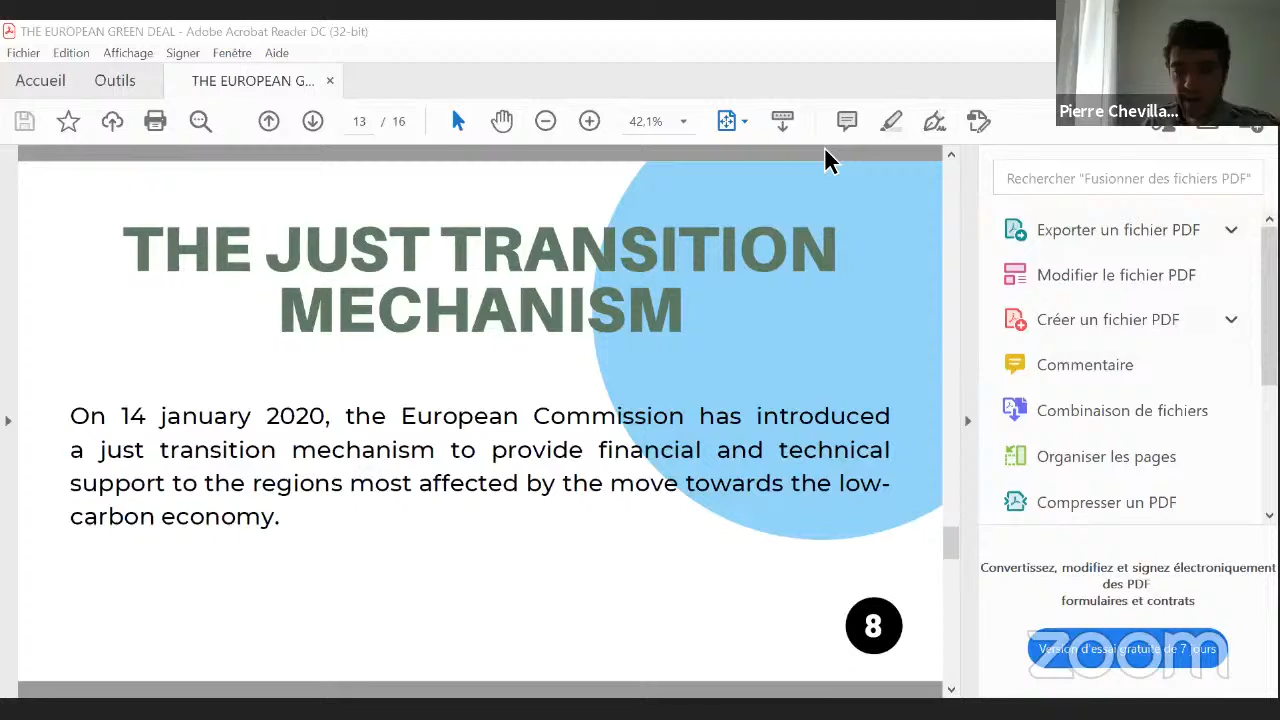 THE EUROPEAN GREEN DEAL - Adobe Acrobat Reader DC (32-bit)
Fichier Edition Affichage Signer Fenêtre Aide
Accueil Outils THE EUROPEAN G... ×
13 / 16 42.1%
Pierre Chevilla...
THE JUST TRANSITION
MECHANISM
On 14 january 2020, the European Commission has introduced
a just transition mechanism to provide financial and technical
support to the regions most affected by the move towards the low-
carbon economy.
8
Rechercher "Fusionner des fichiers PDF"
Exporter un fichier PDF
Modifier le fichier PDF
Créer un fichier PDF
Commentaire
Combinaison de fichiers
Organiser les pages
Compresser un PDF
Convertissez, modifiez et signez électroniquement
des PDF
formulaires et contrats
Version d'essai gratuite de 7 jours
zoom